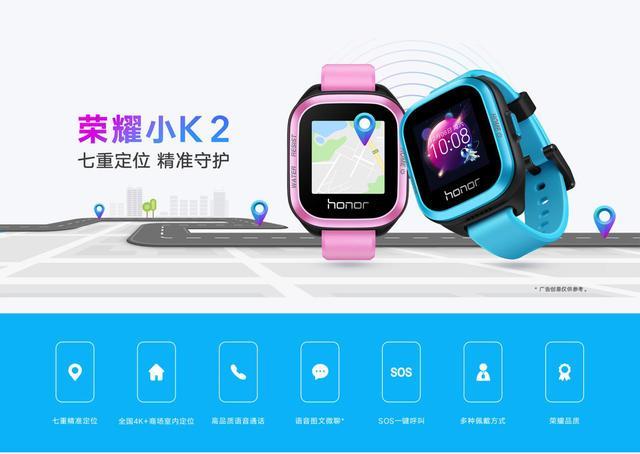 荣耀小K2
七重定位 精准守护
WATER RESIST
honor
10:08
honor
* 广告创意仅供参考。
SOS
七重精准定位
全国4K+商场室内定位
高品质语音通话
语音图文微聊*
SOS一键呼叫
多种佩戴方式
荣耀品质